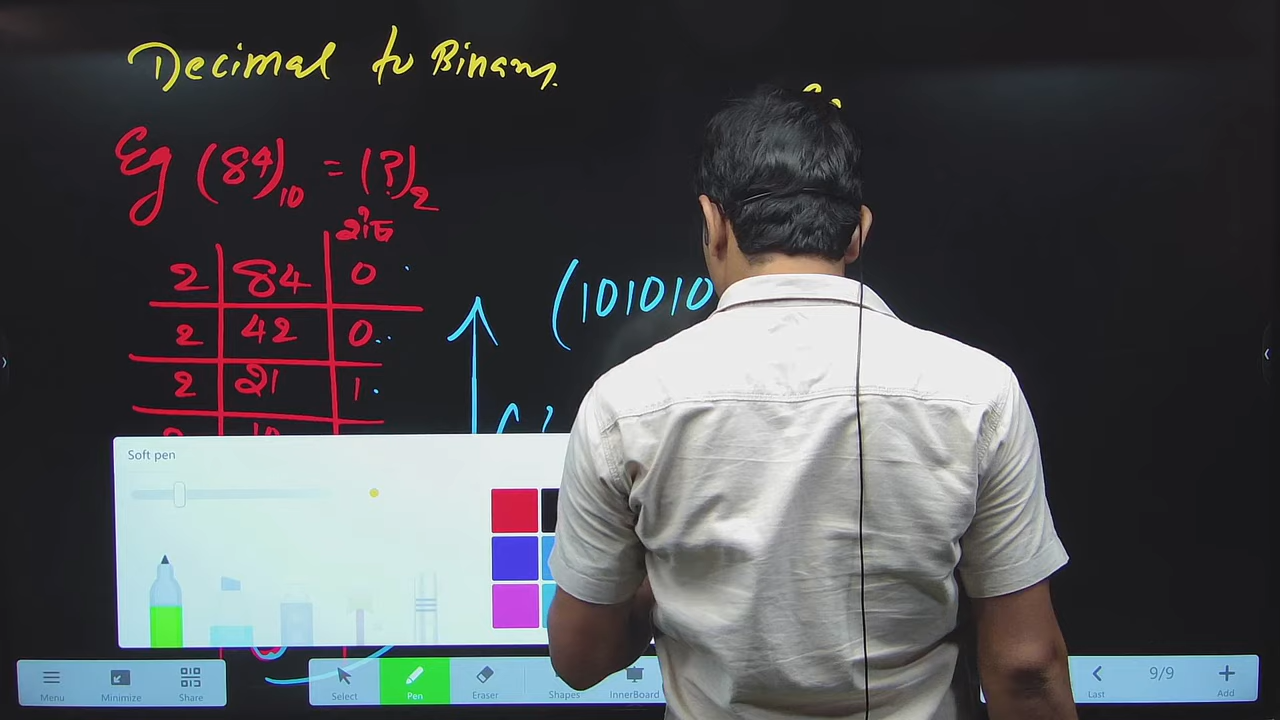 Decimal to Binary
Eg (84)10 = (?)2
शेष
2 84 0
2 42 0
2 21 1
(101010
Soft pen
Menu Minimize Share Select Pen Eraser Shapes InnerBoard Last 9/9 Add